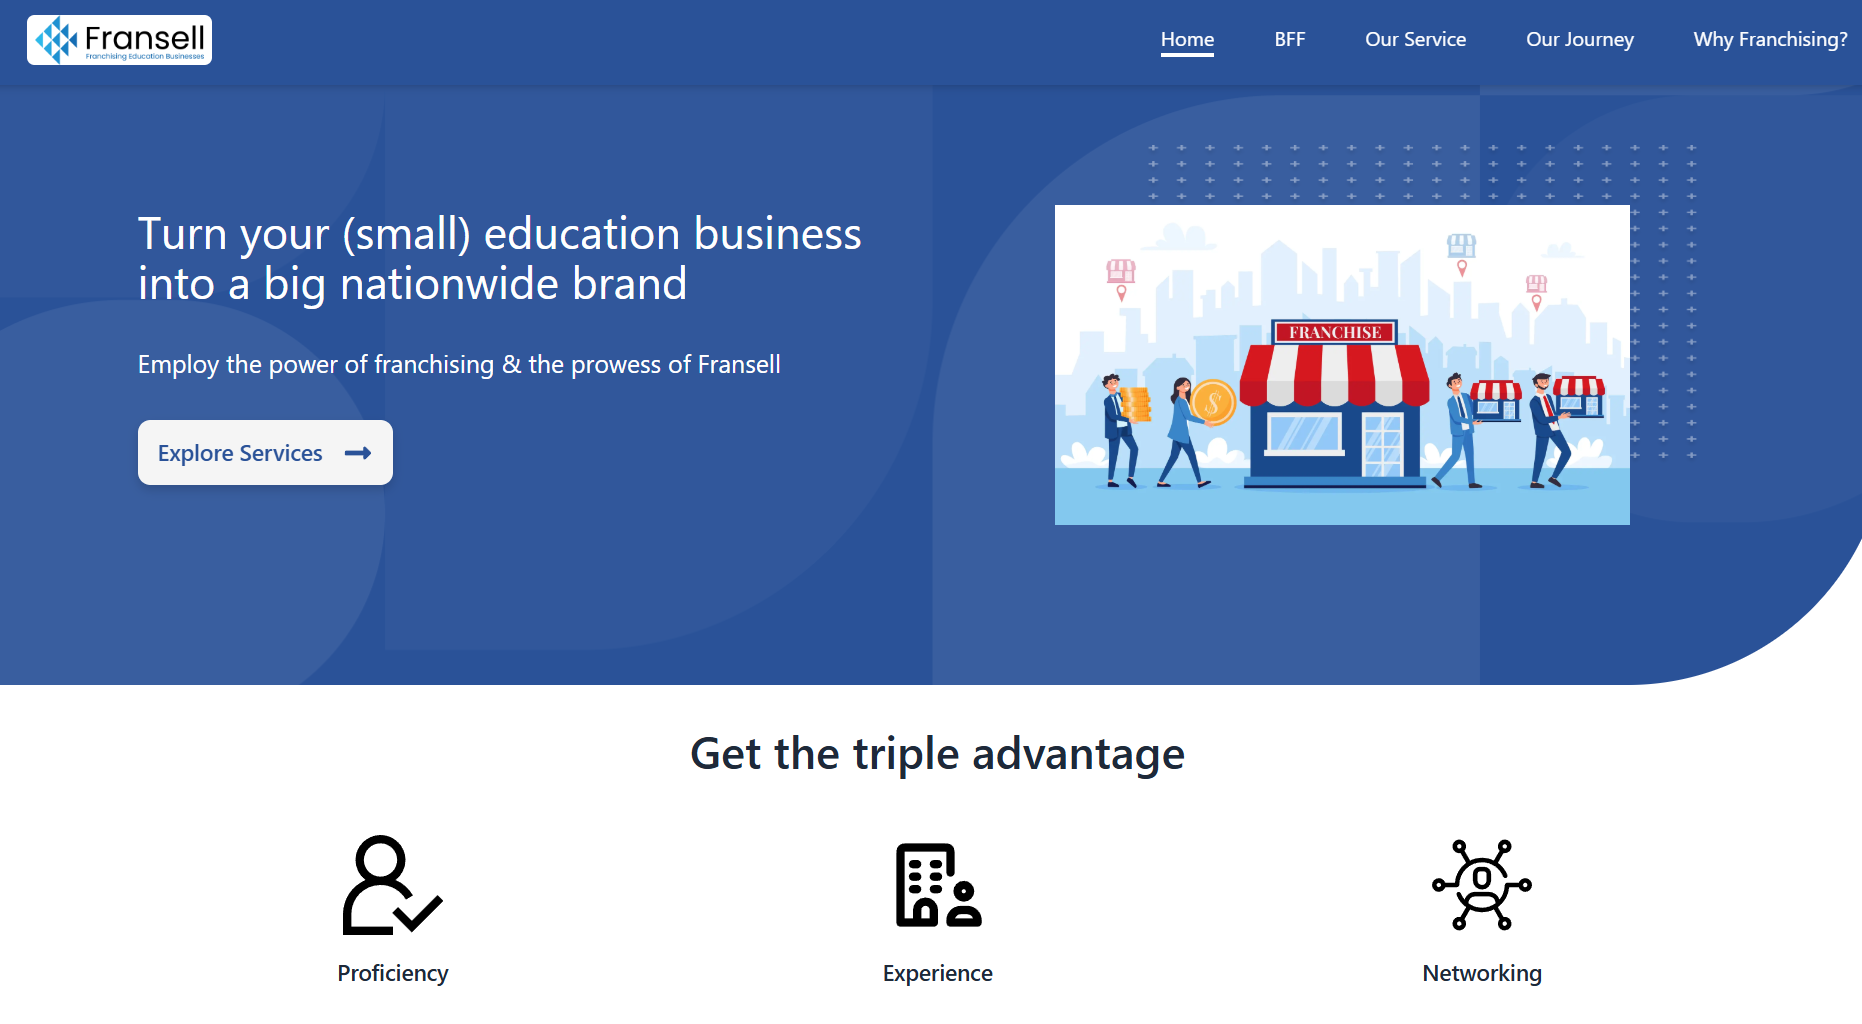 Fransell
Franchising Education Businesses
Home
BFF
Our Service
Our Journey
Why Franchising?
Turn your (small) education business
into a big nationwide brand
Employ the power of franchising & the prowess of Fransell
Explore Services
FRANCHISE
$
Get the triple advantage
Proficiency
Experience
Networking